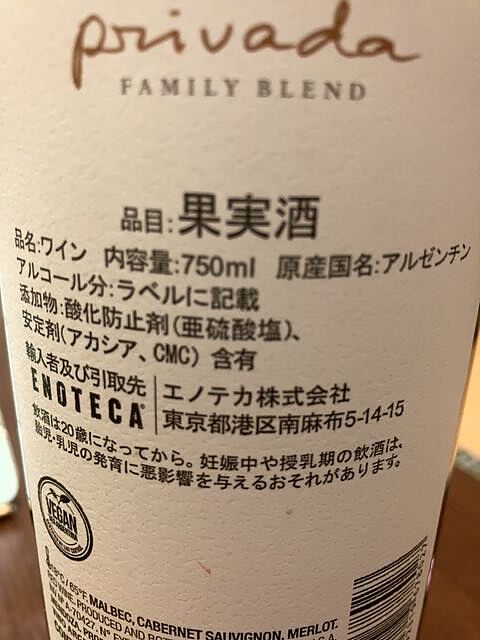 privada
FAMILY BLEND
品目:果実酒
品名:ワイン 内容量:750ml 原産国名:アルゼンチン
アルコール分:ラベルに記載
添加物:酸化防止剤(亜硫酸塩)、
安定剤(アカシア、CMC) 含有
輸入者及び引取先
ENOTECA
エノテカ株式会社
東京都港区南麻布5-14-15
飲酒は20歳になってから。妊娠中や授乳期の飲酒は、
胎児・乳児の発育に悪影響を与えるおそれがあります。
VEGAN
/65°F. MALBEC, CABERNET SAUVIGNON, MERLOT.
WINE. PRODUCED AND
A-70427, N°